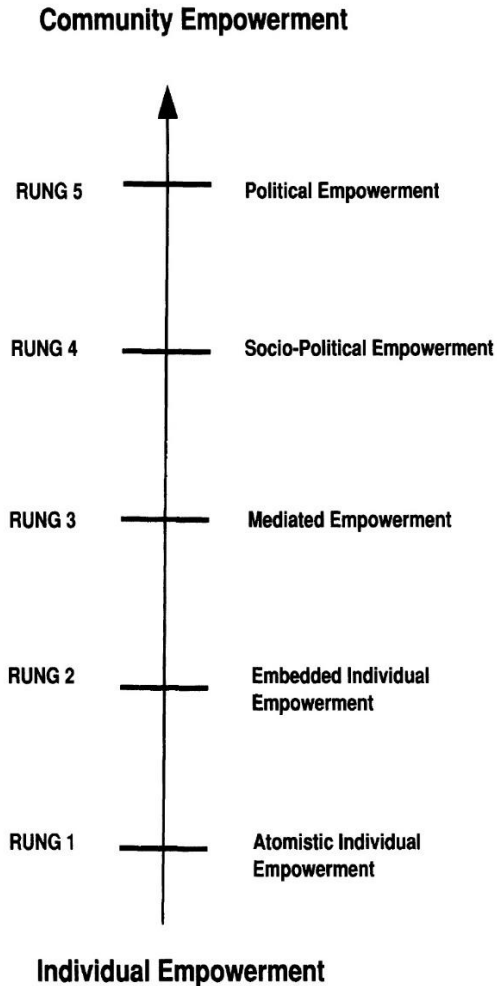 Community Empowerment
RUNG 5 Political Empowerment
RUNG 4 Socio-Political Empowerment
RUNG 3 Mediated Empowerment
RUNG 2 Embedded Individual
Empowerment
RUNG 1 Atomistic Individual
Empowerment
Individual Empowerment